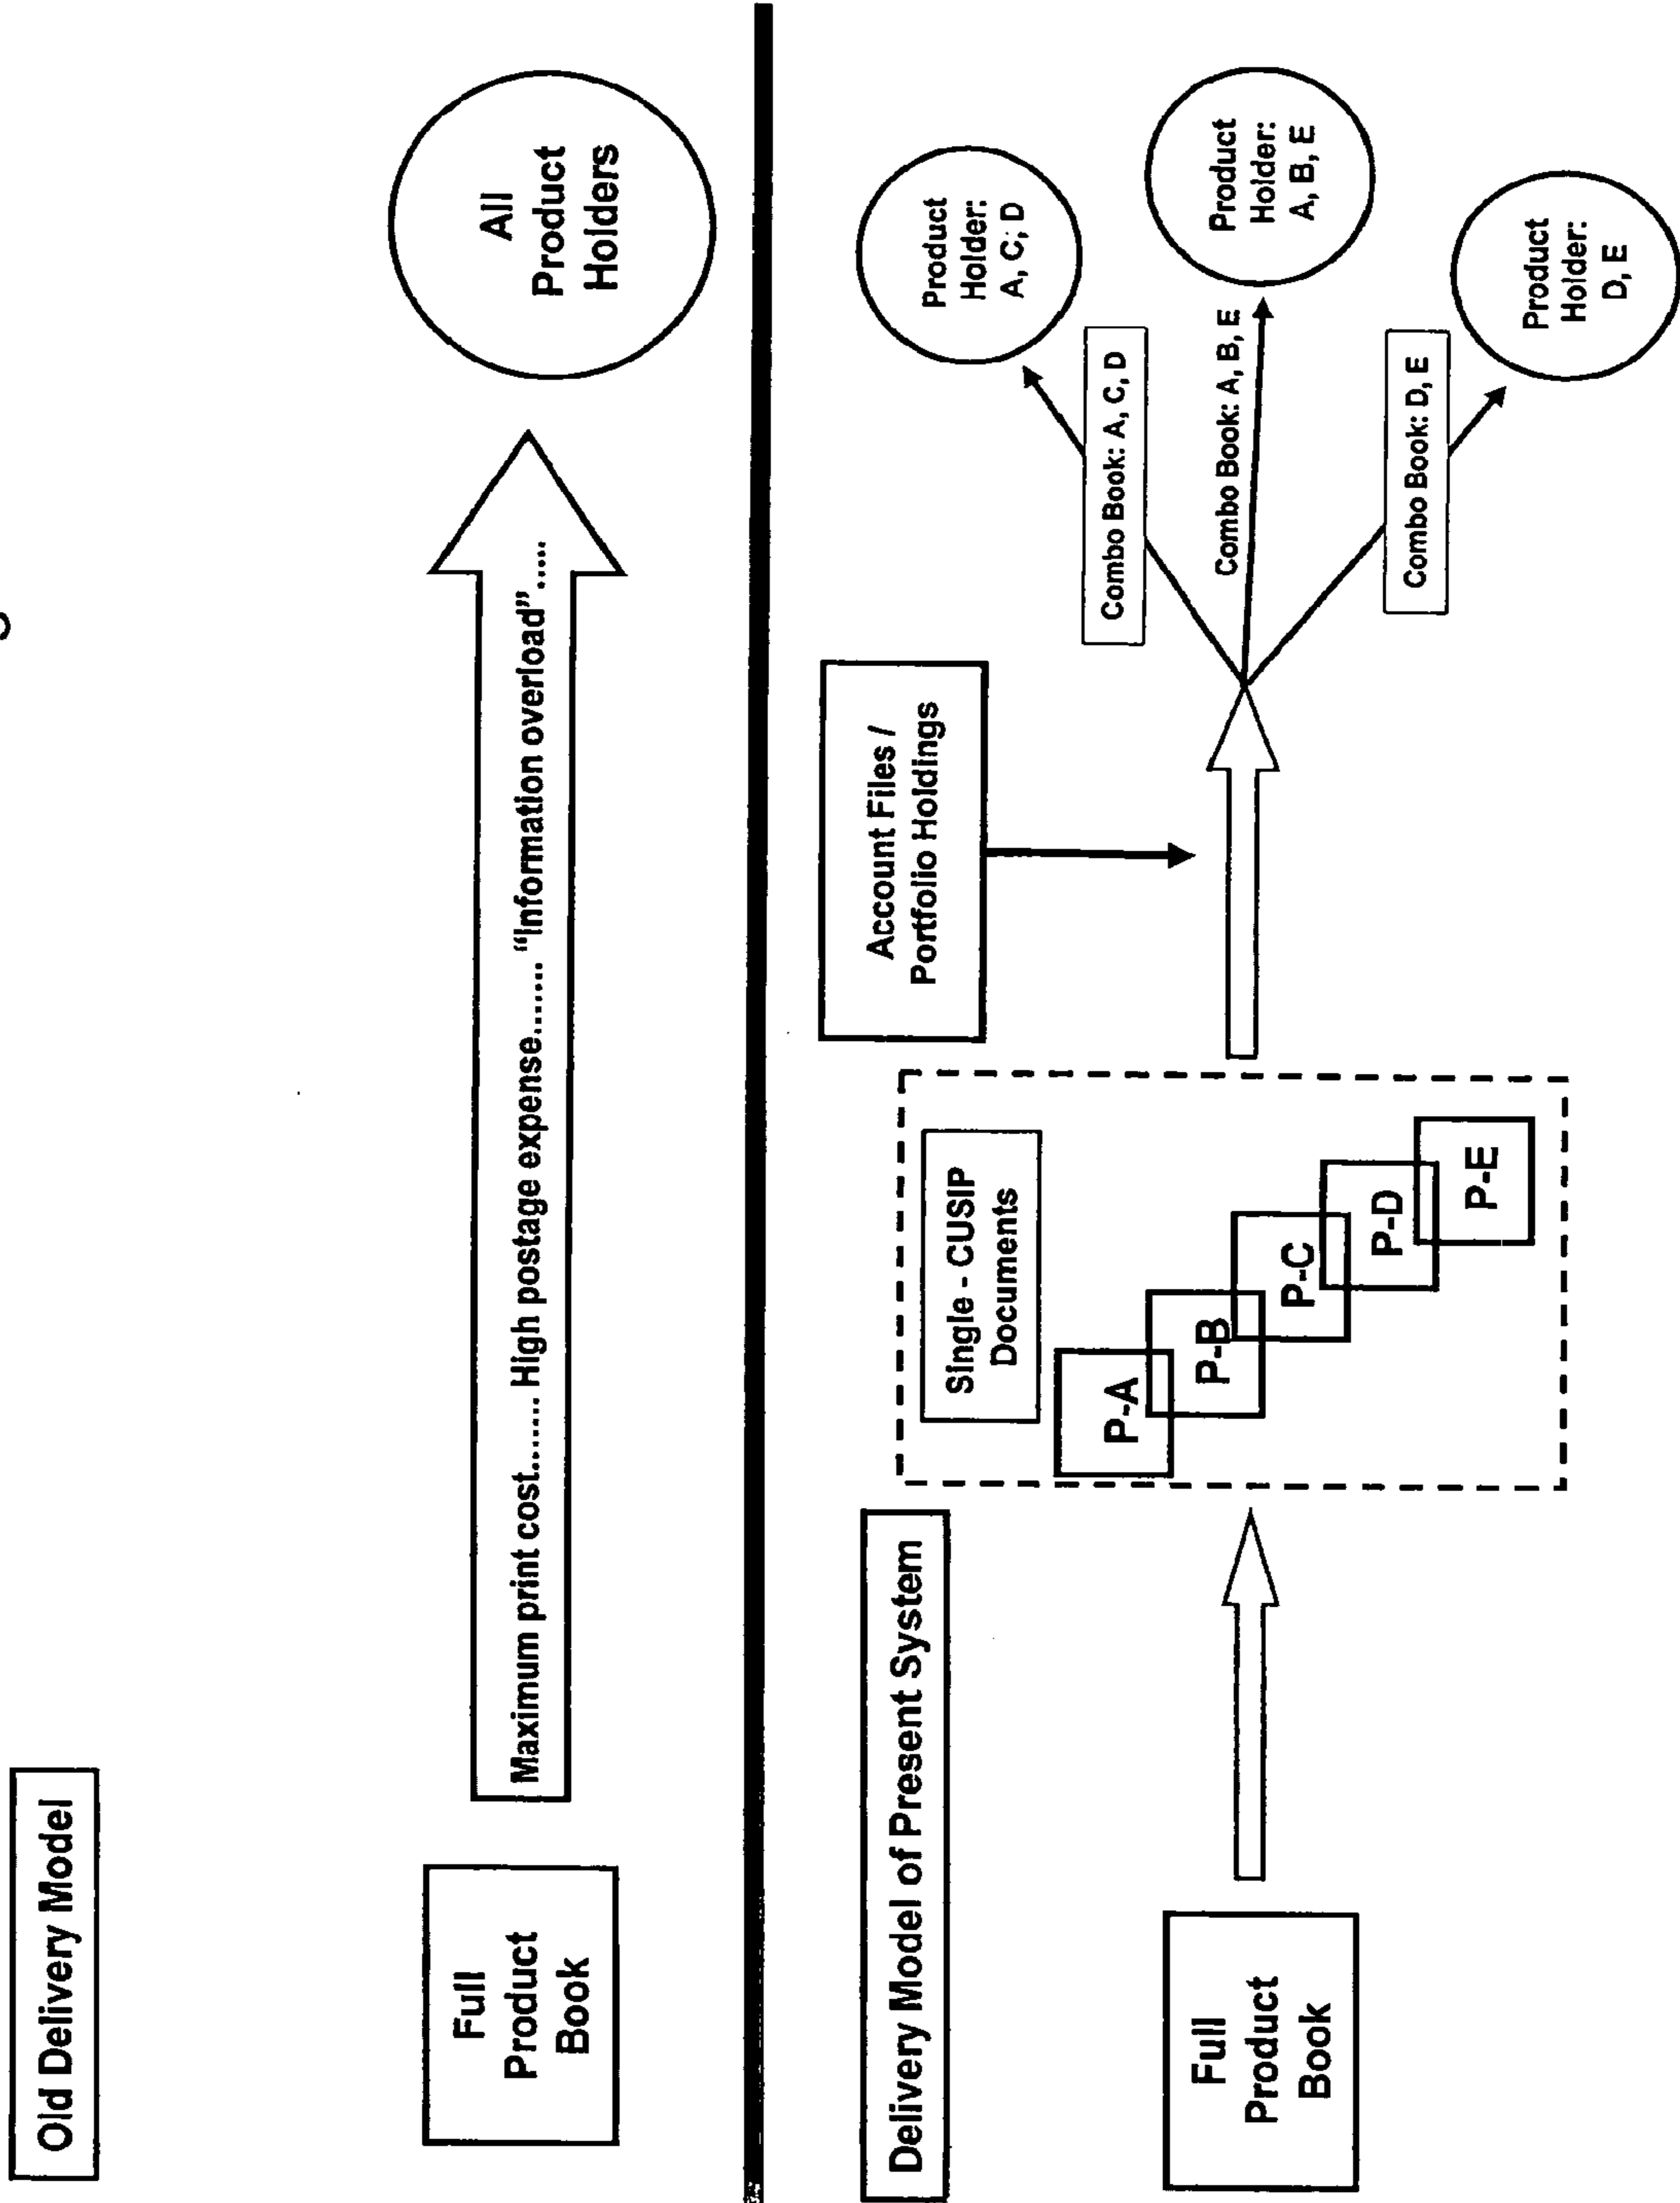 Old Delivery Model
Full
Product
Book
Maximum print cost....... High postage expense....... "Information overload".....
All
Product
Holders
Delivery Model of Present System
Full
Product
Book
Single - CUSIP
Documents
P-A
P-B
P-C
P-D
P-E
Account Files /
Portfolio Holdings
Combo Book: A, C, D
Combo Book: A, B, E
Combo Book: D, E
Product
Holder:
A, C, D
Product
Holder:
A, B, E
Product
Holder:
D, E